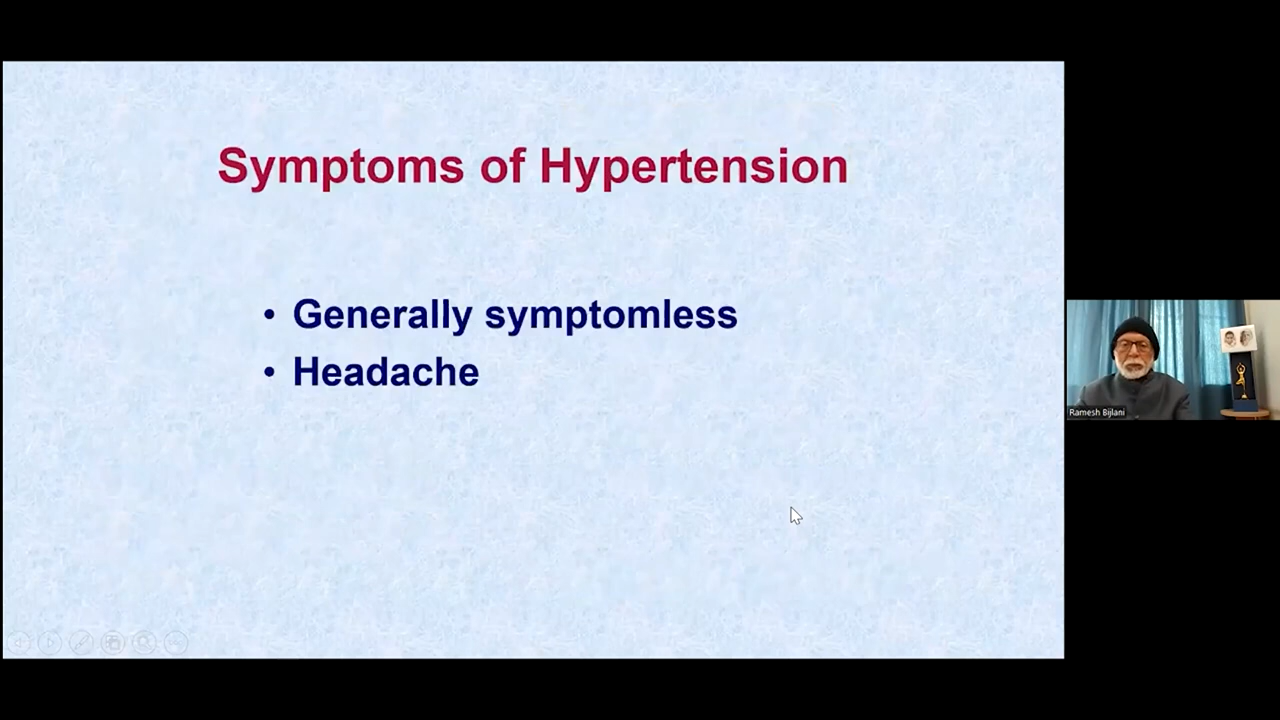 Symptoms of Hypertension
• Generally symptomless
• Headache
Ramesh Bijlani